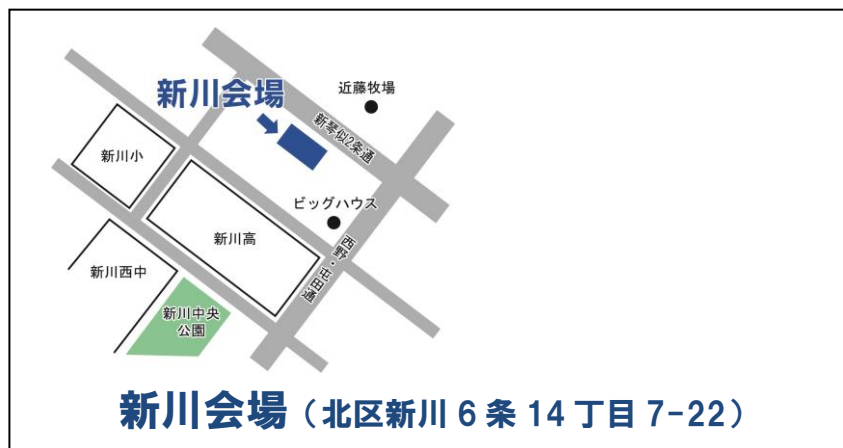 近藤牧場
新川会場
新琴似2条通
新川小
ビッグハウス
新川高
西野・屯田通
新川西中
新川中央
公園
新川会場（北区新川6条14丁目7-22）